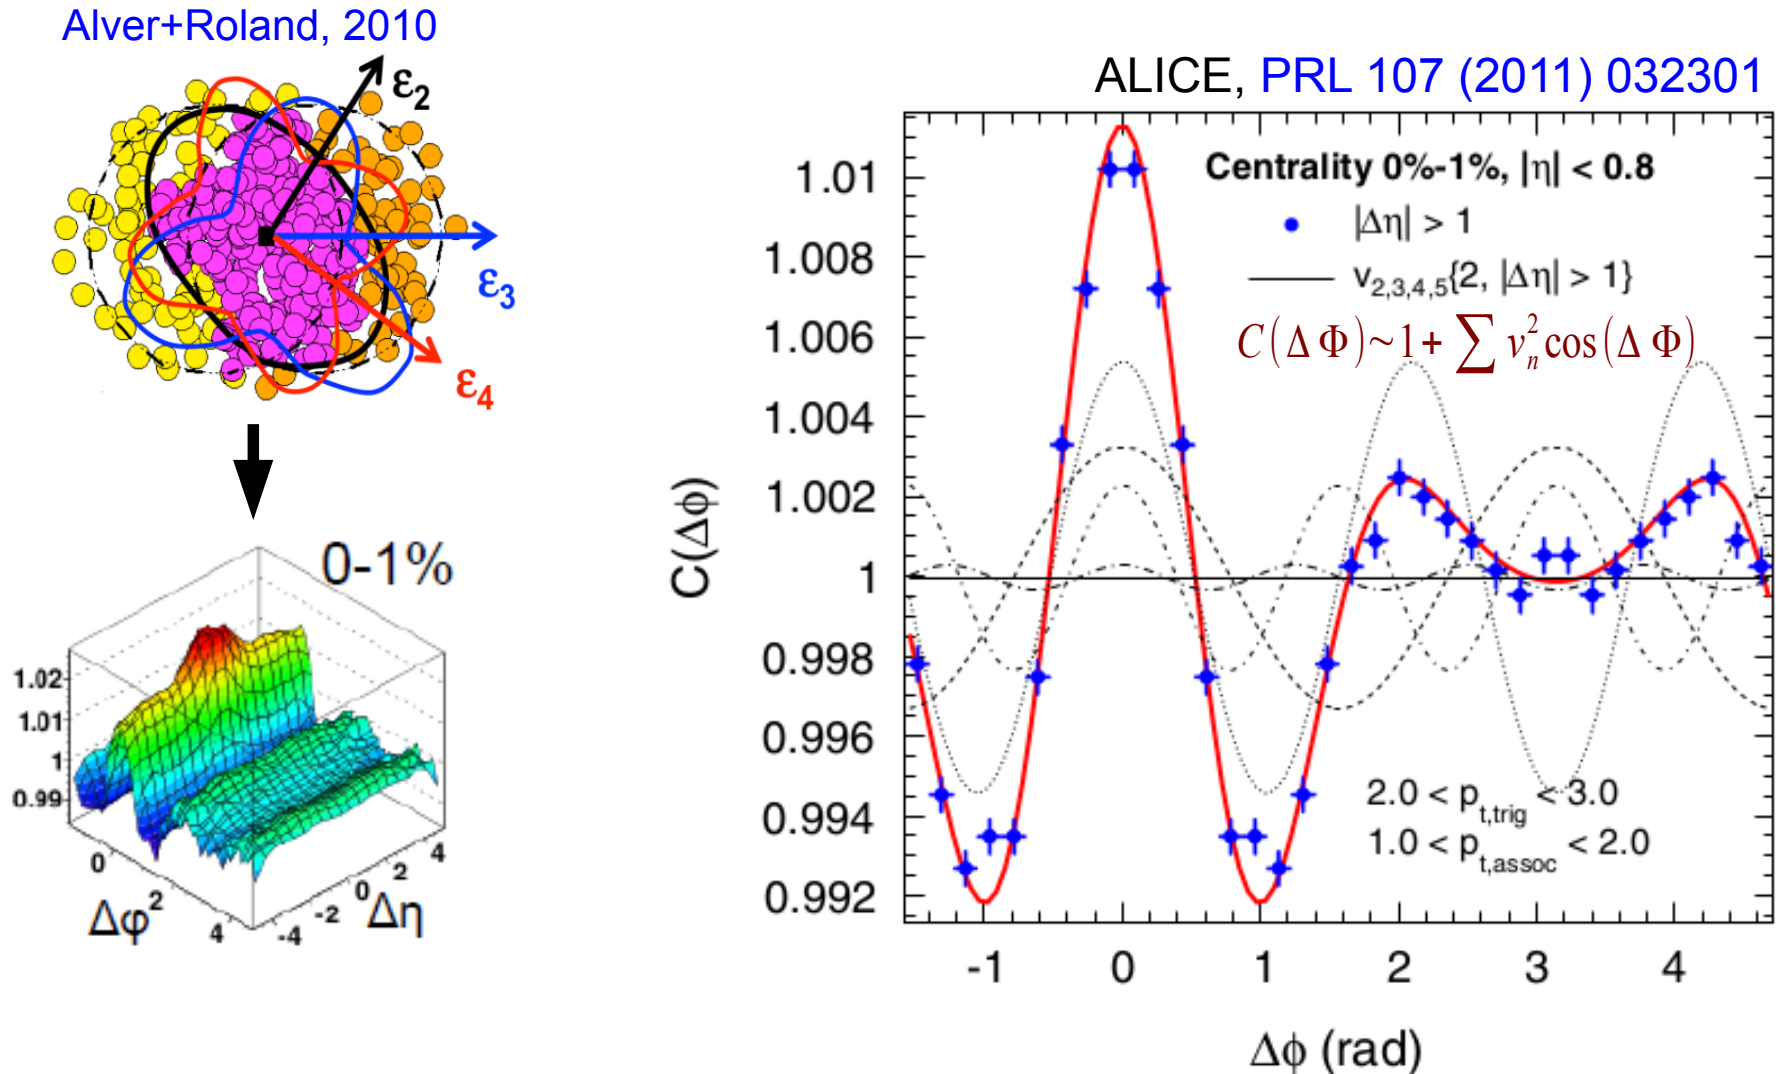 Alver+Roland, 2010
ε2
ε3
ε4
0-1%
1.02
1.01
1
0.99
0
2
4
Δφ
-4
-2
0
2
4
Δη
ALICE, PRL 107 (2011) 032301
Centrality 0%-1%, |η| < 0.8
|Δη| > 1
v2,3,4,5{2, |Δη| > 1}
C(ΔΦ)~1+ ∑ v_n^2 cos(ΔΦ)
2.0 < pt,trig < 3.0
1.0 < pt,assoc < 2.0
C(Δϕ)
1.01
1.008
1.006
1.004
1.002
1
0.998
0.996
0.994
0.992
-1 0 1 2 3 4
Δϕ (rad)